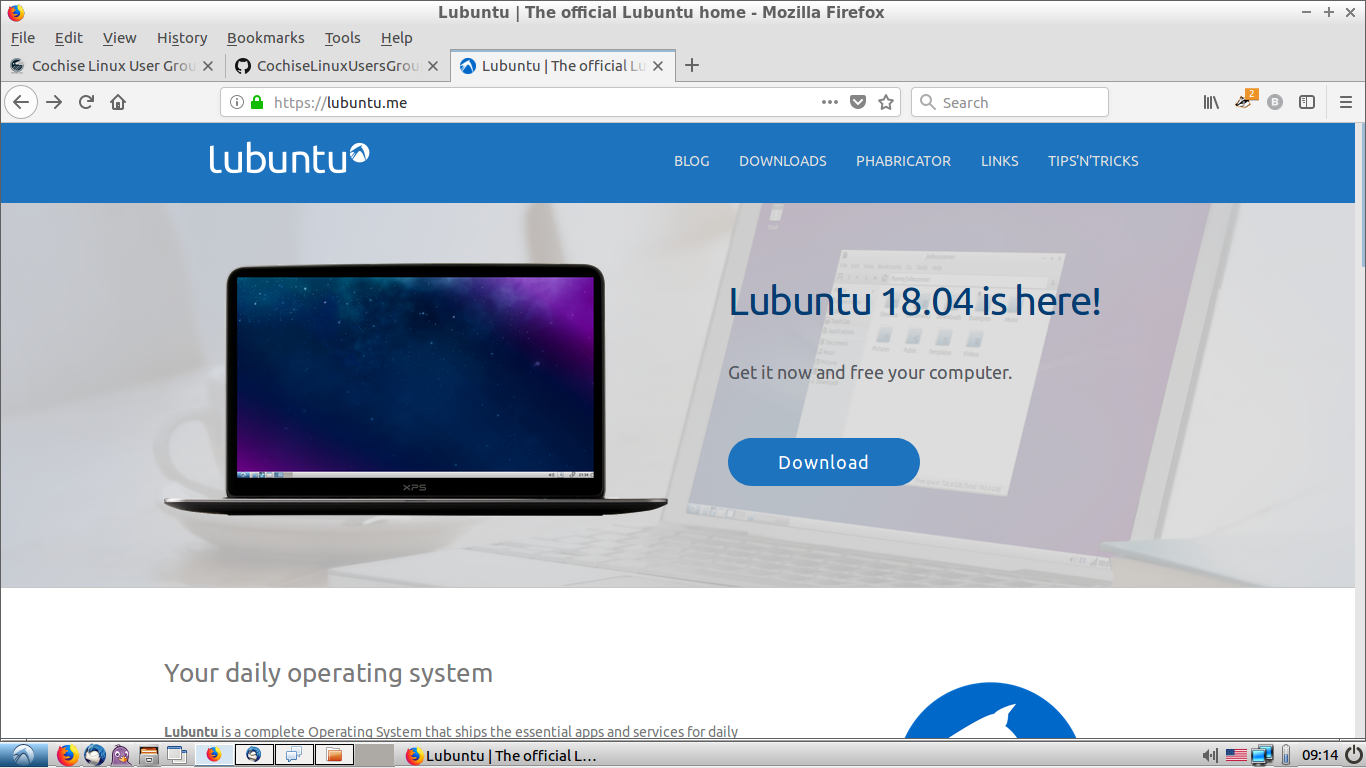 Lubuntu | The official Lubuntu home - Mozilla Firefox
File Edit View History Bookmarks Tools Help
Cochise Linux User Grou
CochiseLinuxUsersGrou
Lubuntu | The official Lu
https://lubuntu.me
Search
2
B
lubuntu
BLOG DOWNLOADS PHABRICATOR LINKS TIPS'N'TRICKS
Lubuntu 18.04 is here!
Get it now and free your computer.
Download
XPS
Your daily operating system
Lubuntu is a complete Operating System that ships the essential apps and services for daily
Lubuntu | The official L...
09:14